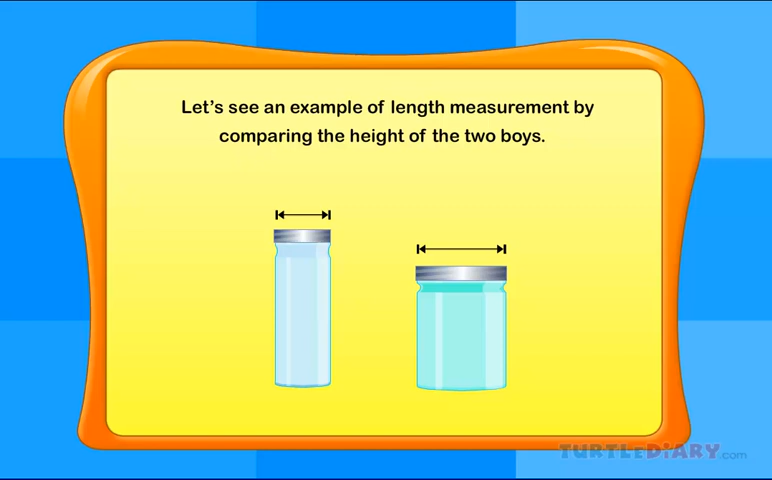 Let's see an example of length measurement by
comparing the height of the two boys.
TURTLEDIARY.com